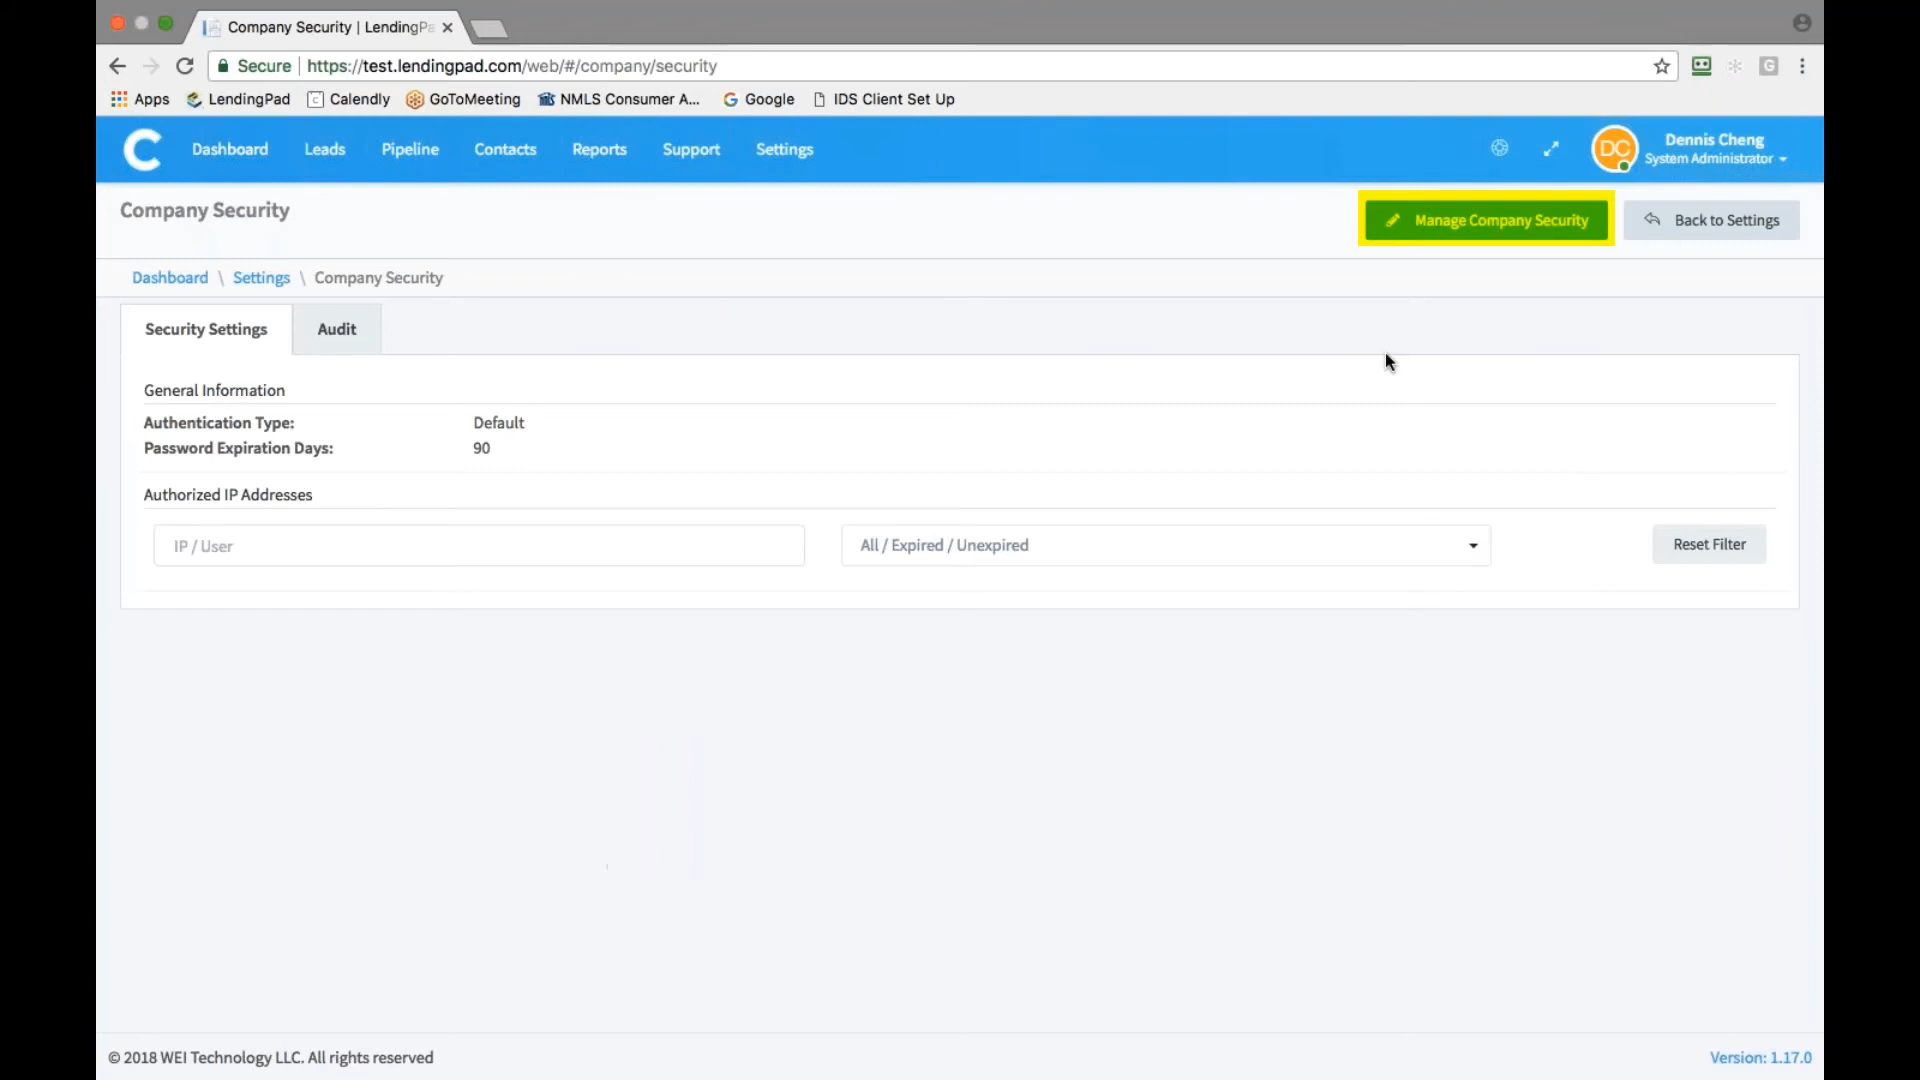 Company Security | LendingPa
Secure https://test.lendingpad.com/web/#/company/security
Apps LendingPad Calendly GoToMeeting NMLS Consumer A... Google IDS Client Set Up
C Dashboard Leads Pipeline Contacts Reports Support Settings DC Dennis Cheng
System Administrator
Company Security Manage Company Security Back to Settings
Dashboard \ Settings \ Company Security
Security Settings Audit
General Information
Authentication Type: Default
Password Expiration Days: 90
Authorized IP Addresses
IP / User All / Expired / Unexpired Reset Filter
© 2018 WEI Technology LLC. All rights reserved Version: 1.17.0